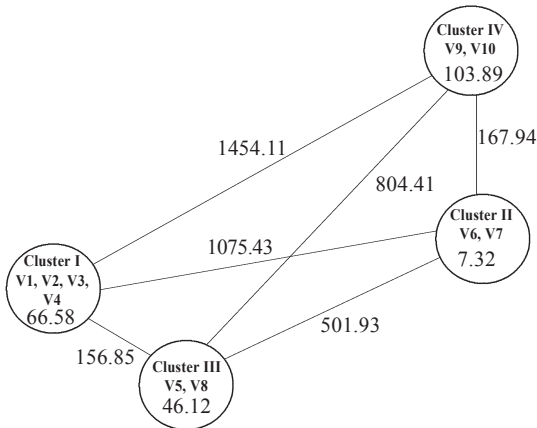 Cluster IV
V9, V10
103.89
1454.11
167.94
804.41
Cluster II
V6, V7
7.32
1075.43
Cluster I
V1, V2, V3,
V4
66.58
501.93
156.85
Cluster III
V5, V8
46.12